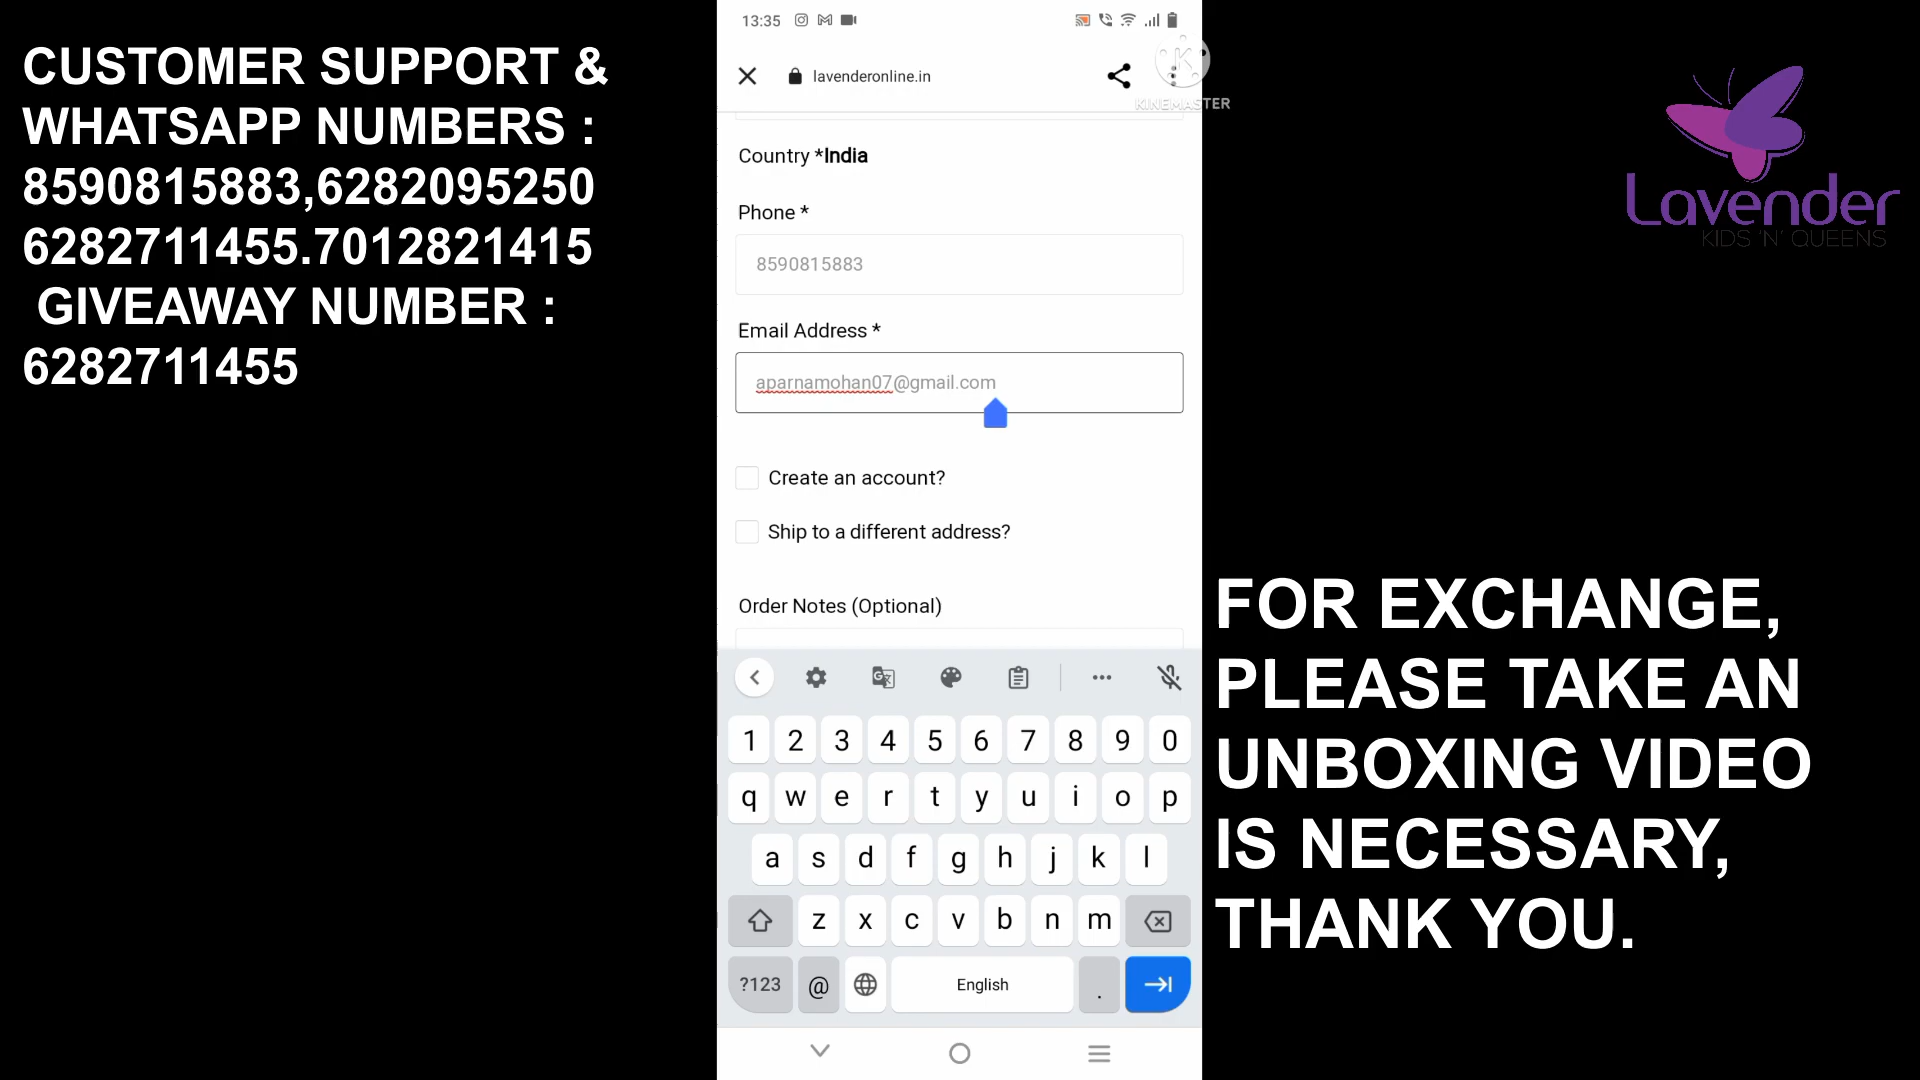 CUSTOMER SUPPORT &
WHATSAPP NUMBERS :
8590815883,6282095250
6282711455.7012821415
GIVEAWAY NUMBER :
6282711455
13:35
lavenderonline.in
KINEMASTER
Country *India
Phone *
8590815883
Email Address *
aparnamohan07@gmail.com
Create an account?
Ship to a different address?
Order Notes (Optional)
1 2 3 4 5 6 7 8 9 0
q w e r t y u i o p
a s d f g h j k l
z x c v b n m
?123 @ English .
Lavender
KIDS 'N' QUEENS
FOR EXCHANGE,
PLEASE TAKE AN
UNBOXING VIDEO
IS NECESSARY,
THANK YOU.